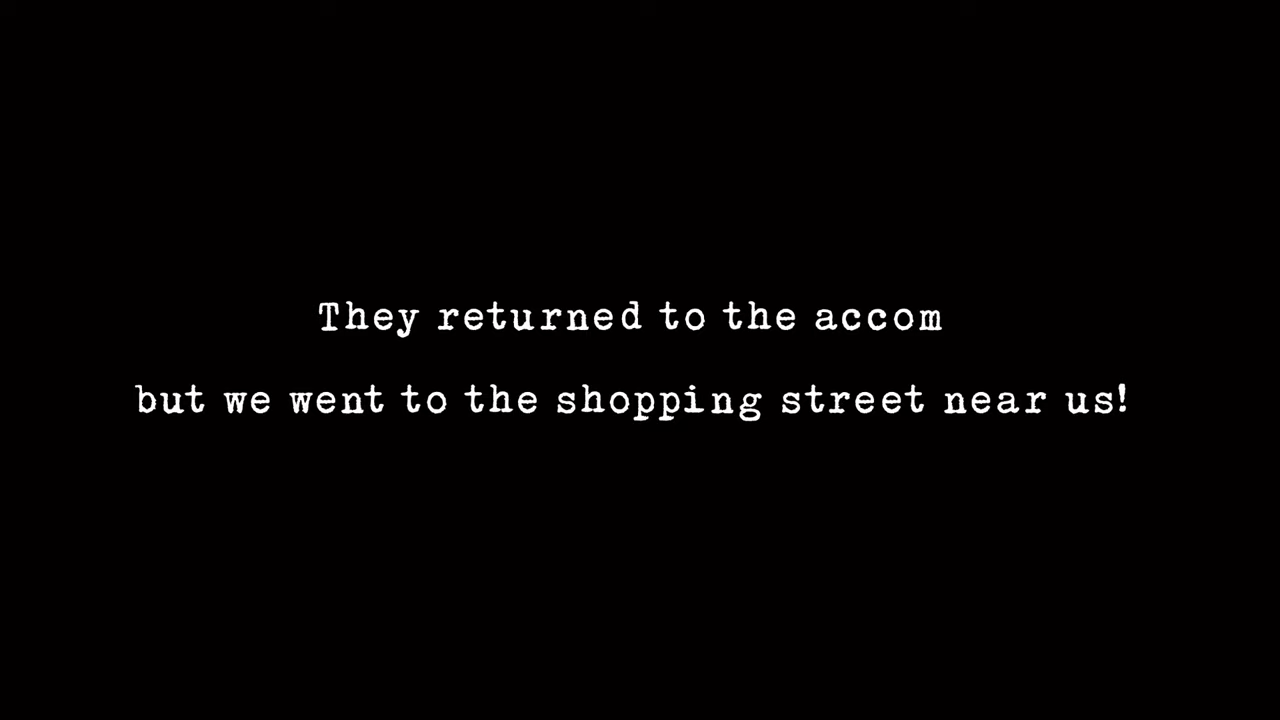 They returned to the accom
but we went to the shopping street near us!